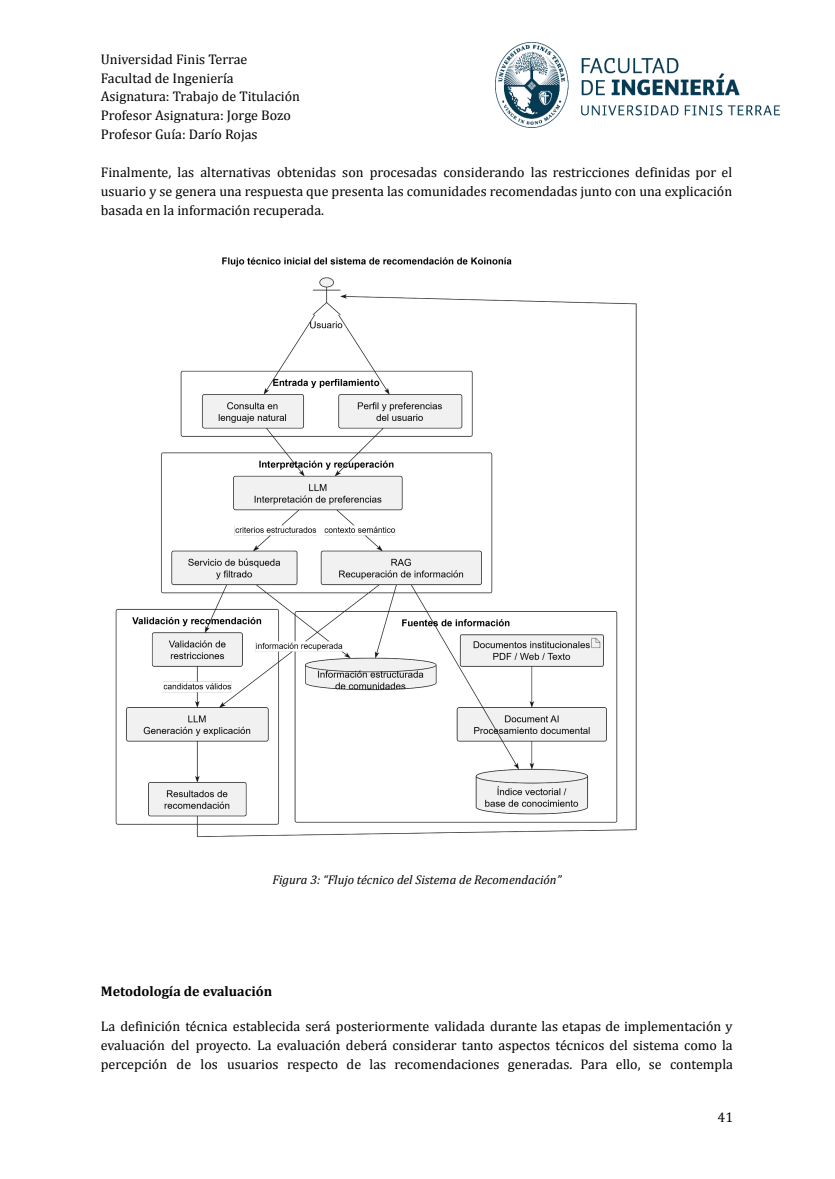 Universidad Finis Terrae
Facultad de Ingeniería
Asignatura: Trabajo de Titulación
Profesor Asignatura: Jorge Bozo
Profesor Guía: Darío Rojas
UNIVERSIDAD FINIS TERRAE
VINCE IN BONO MALUM
FACULTAD
DE INGENIERÍA
UNIVERSIDAD FINIS TERRAE
Finalmente, las alternativas obtenidas son procesadas considerando las restricciones definidas por el
usuario y se genera una respuesta que presenta las comunidades recomendadas junto con una explicación
basada en la información recuperada.
Flujo técnico inicial del sistema de recomendación de Koinonía
Usuario
Entrada y perfilamiento
Consulta en
lenguaje natural
Perfil y preferencias
del usuario
Interpretación y recuperación
LLM
Interpretación de preferencias
criterios estructurados
contexto semántico
Servicio de búsqueda
y filtrado
RAG
Recuperación de información
Validación y recomendación
Validación de
restricciones
candidatos válidos
LLM
Generación y explicación
Resultados de
recomendación
información recuperada
Fuentes de información
Información estructurada
de comunidades
Documentos institucionales
PDF / Web / Texto
Document AI
Procesamiento documental
Índice vectorial /
base de conocimiento
Figura 3: “Flujo técnico del Sistema de Recomendación”
Metodología de evaluación
La definición técnica establecida será posteriormente validada durante las etapas de implementación y
evaluación del proyecto. La evaluación deberá considerar tanto aspectos técnicos del sistema como la
percepción de los usuarios respecto de las recomendaciones generadas. Para ello, se contempla
41